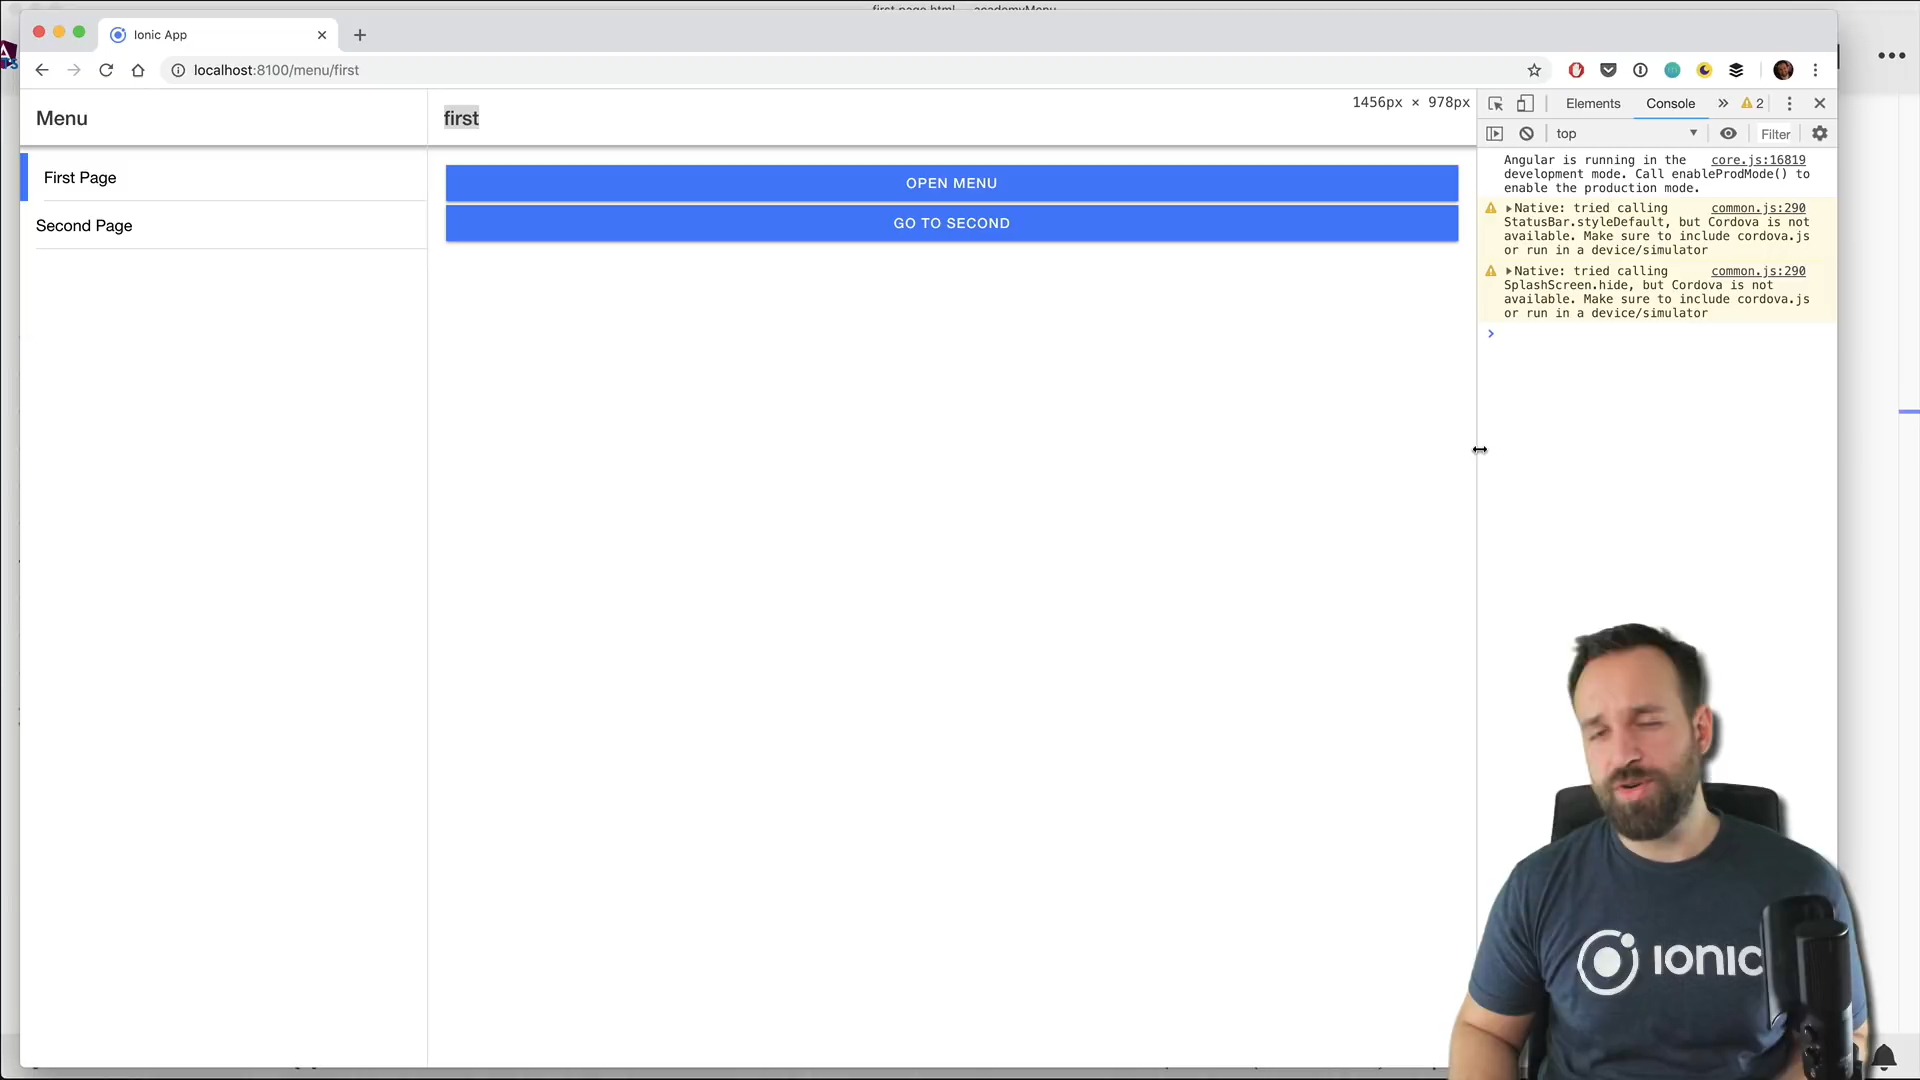 first.page.html — academyMenu
Ionic App
localhost:8100/menu/first
Menu
first
1456px × 978px
First Page
Second Page
OPEN MENU
GO TO SECOND
Elements
Console
2
top
Filter
Angular is running in the core.js:16819
development mode. Call enableProdMode() to
enable the production mode.
Native: tried calling common.js:290
StatusBar.styleDefault, but Cordova is not
available. Make sure to include cordova.js
or run in a device/simulator
Native: tried calling common.js:290
SplashScreen.hide, but Cordova is not
available. Make sure to include cordova.js
or run in a device/simulator
IONIC